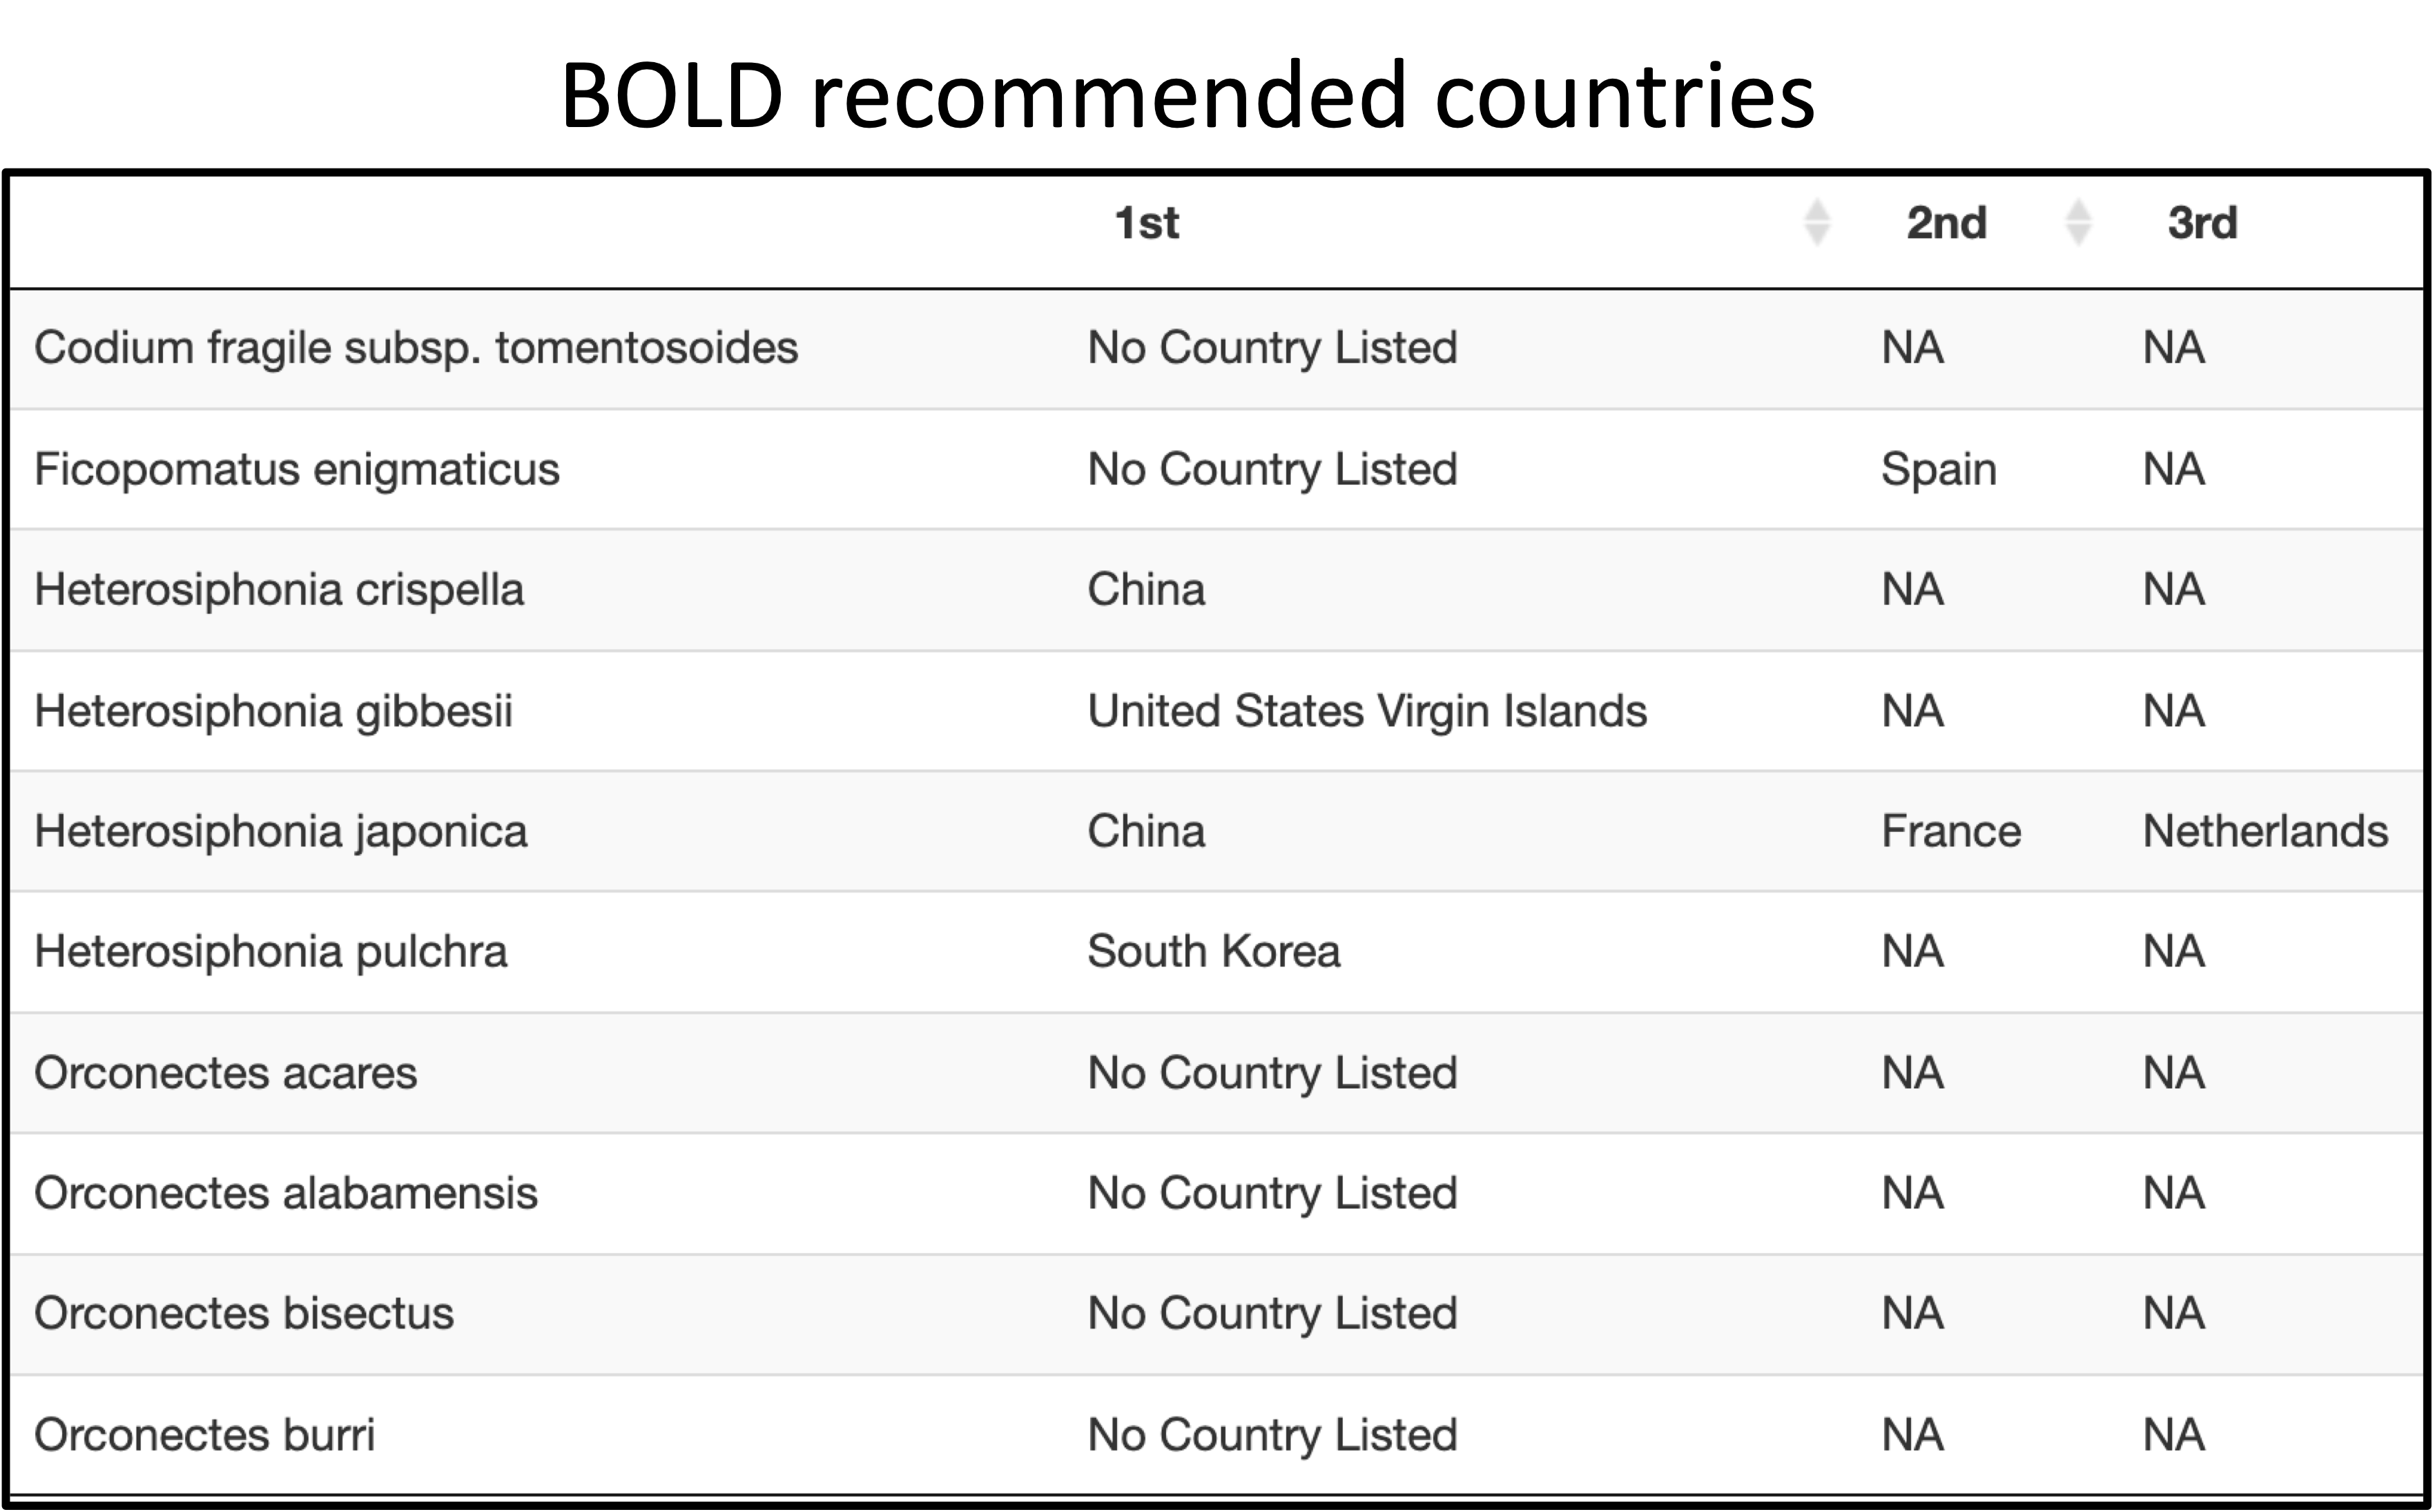 BOLD recommended countries
1st 2nd 3rd
Codium fragile subsp. tomentosoides No Country Listed NA NA
Ficopomatus enigmaticus No Country Listed Spain NA
Heterosiphonia crispella China NA NA
Heterosiphonia gibbesii United States Virgin Islands NA NA
Heterosiphonia japonica China France Netherlands
Heterosiphonia pulchra South Korea NA NA
Orconectes acares No Country Listed NA NA
Orconectes alabamensis No Country Listed NA NA
Orconectes bisectus No Country Listed NA NA
Orconectes burri No Country Listed NA NA